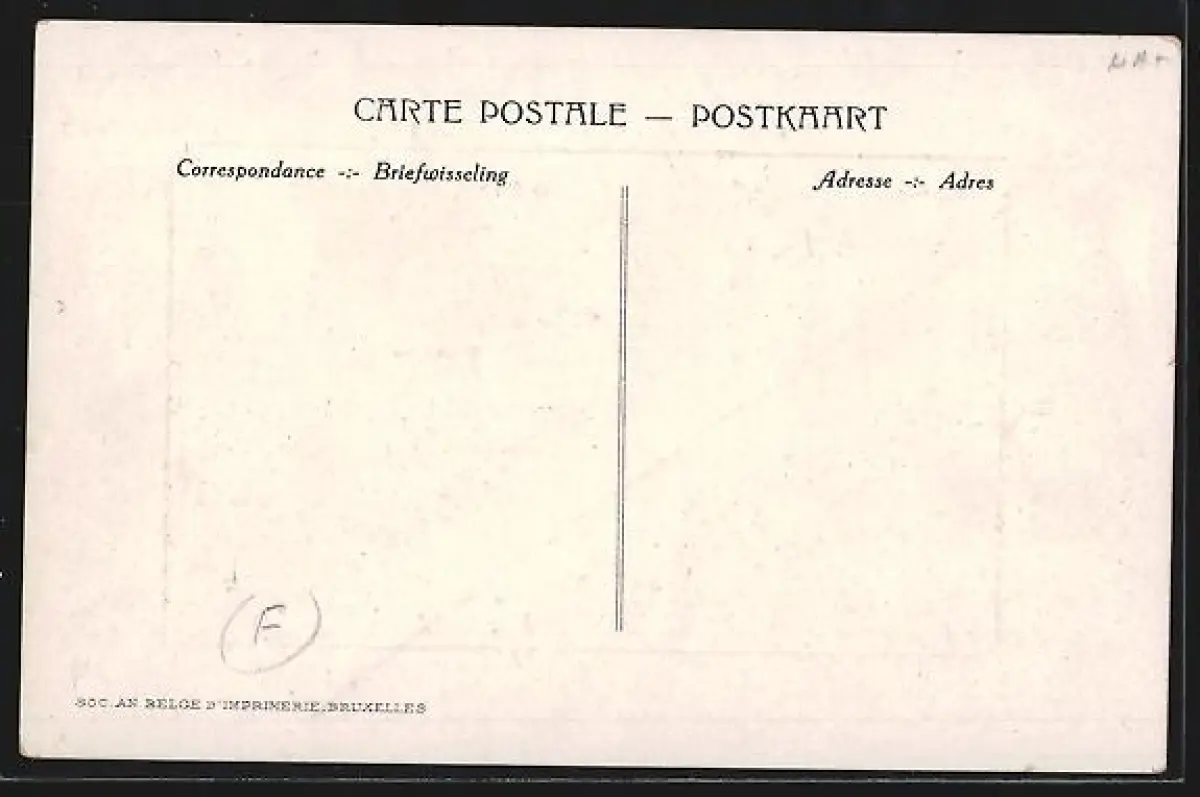 CARTE POSTALE — POSTKAART
Correspondance -:- Briefwisseling
Adresse -:- Adres
F
SOC. AN. BELGE D'IMPRIMERIE, BRUXELLES